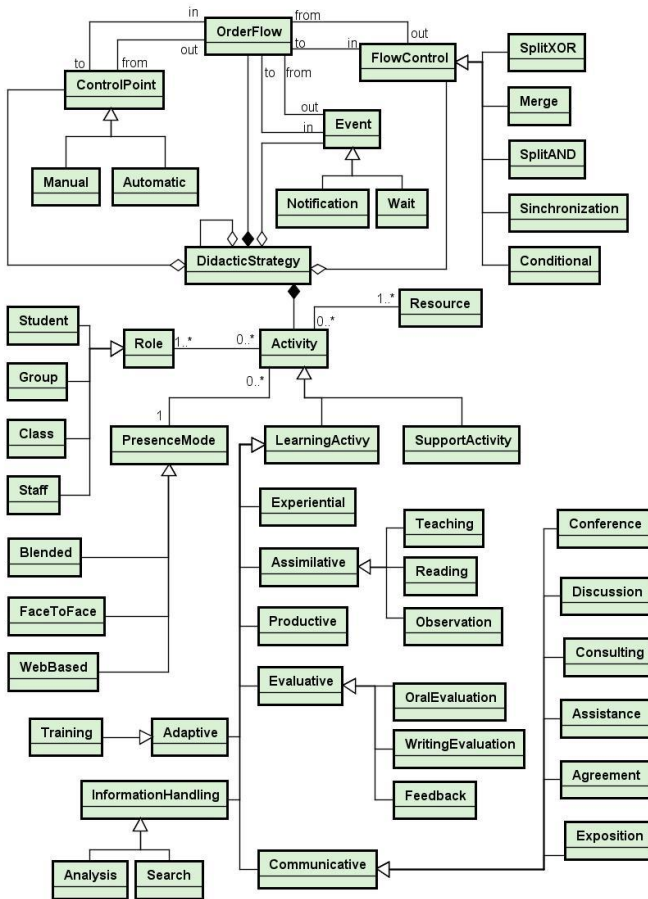 in
OrderFlow
from
out
SplitXOR
out
to
in
FlowControl
to
from
ControlPoint
to
from
out
in
Event
Merge
Manual
Automatic
SplitAND
Notification
Wait
Sinchronization
DidacticStrategy
Conditional
Student
Role
1..*
0..*
Activity
0..*
1..*
Resource
Group
0..*
Class
1
PresenceMode
LearningActivy
SupportActivity
Staff
Experiential
Teaching
Conference
Blended
Assimilative
Reading
Discussion
FaceToFace
Productive
Observation
WebBased
Evaluative
OralEvaluation
Consulting
Training
Adaptive
WritingEvaluation
Assistance
InformationHandling
Feedback
Agreement
Analysis
Search
Communicative
Exposition